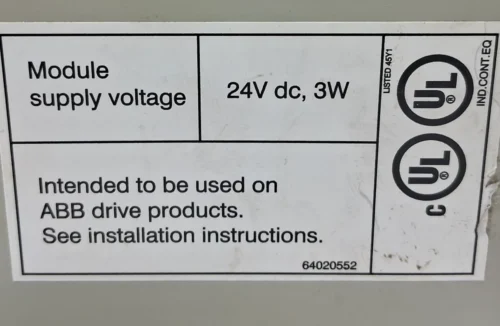 Module
supply voltage
24V dc, 3W
Intended to be used on
ABB drive products.
See installation instructions.
64020552
LISTED 45Y1
UL
®
IND.CONT.EQ
C
UL
®